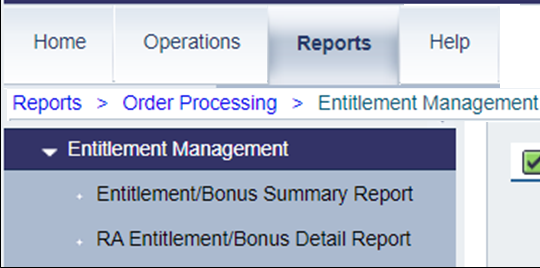 Home Operations Reports Help
Reports > Order Processing > Entitlement Management
Entitlement Management
Entitlement/Bonus Summary Report
RA Entitlement/Bonus Detail Report